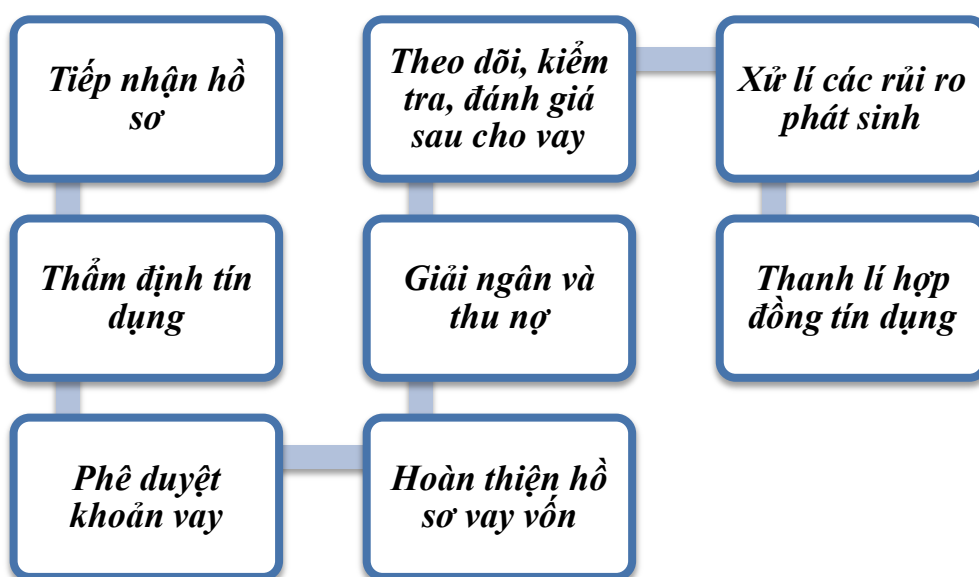 Tiếp nhận hồ
sơ
Thẩm định tín
dụng
Phê duyệt
khoản vay
Hoàn thiện hồ
sơ vay vốn
Giải ngân và
thu nợ
Theo dõi, kiểm
tra, đánh giá
sau cho vay
Xử lí các rủi ro
phát sinh
Thanh lí hợp
đồng tín dụng